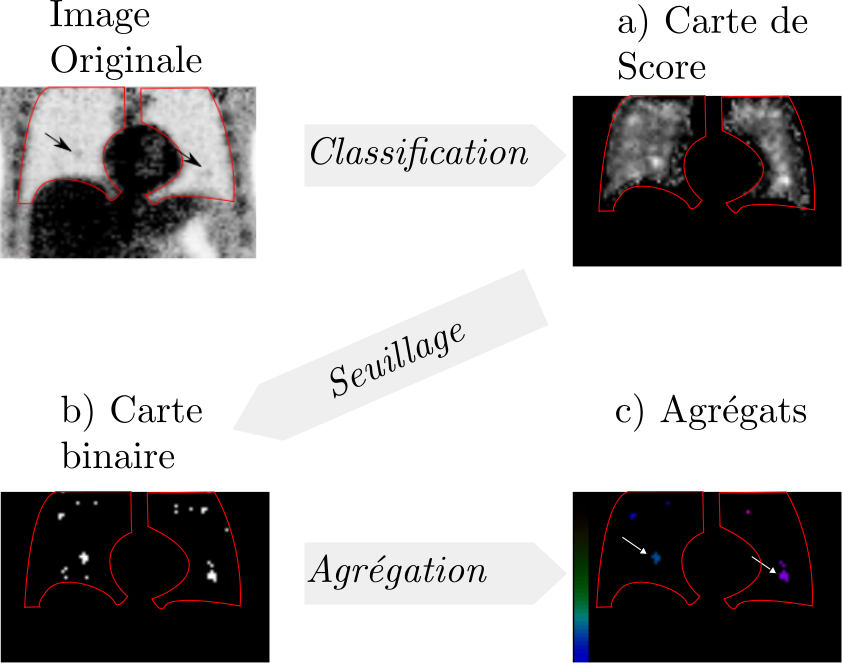 Image
Originale
a) Carte de
Score
Classification
Seuillage
b) Carte
binaire
c) Agrégats
Agrégation